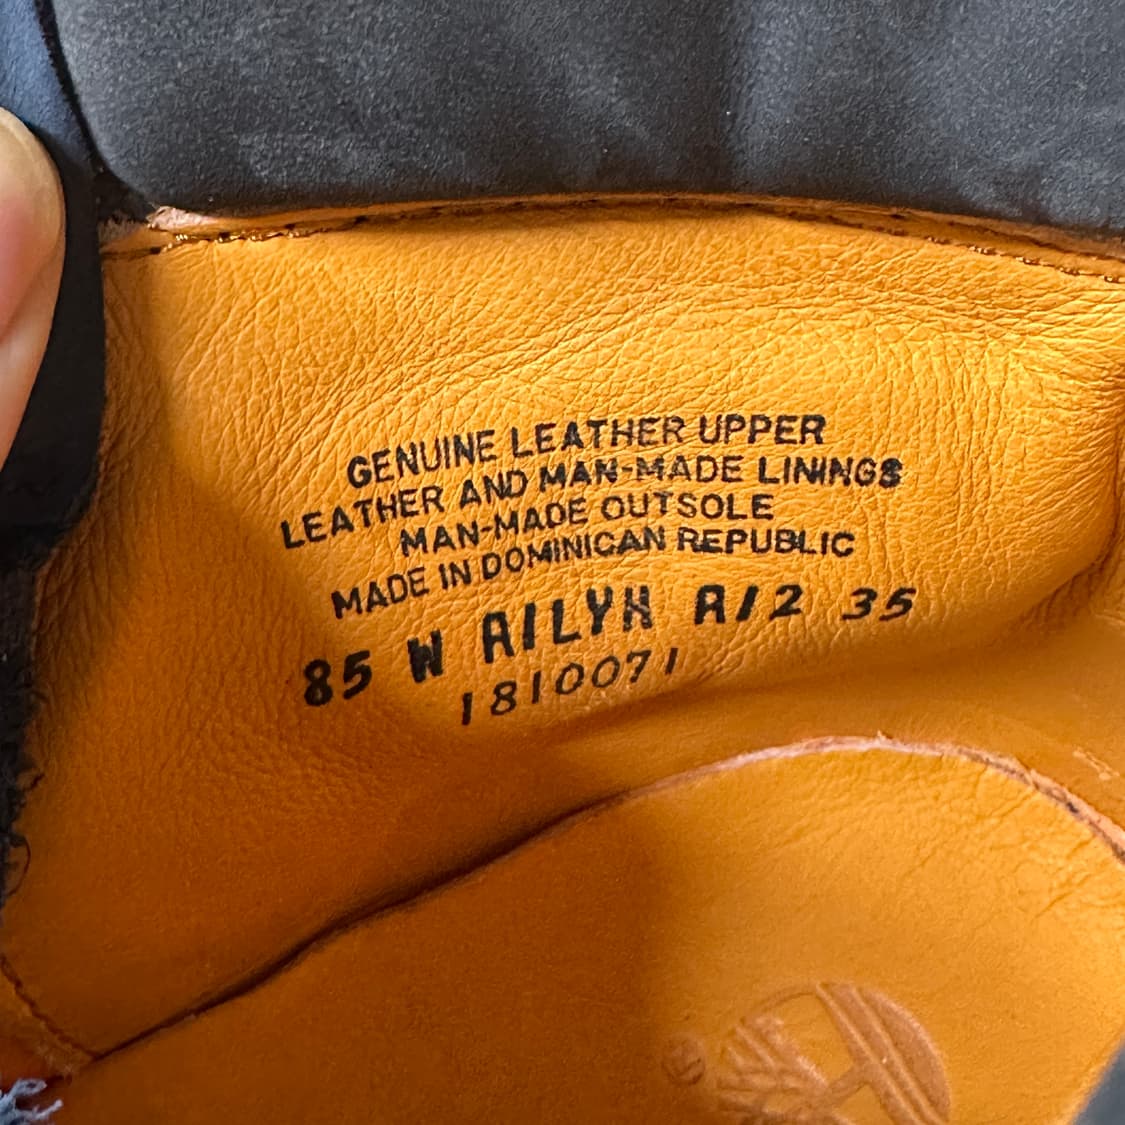 GENUINE LEATHER UPPER
LEATHER AND MAN-MADE LININGS
MAN-MADE OUTSOLE
MADE IN DOMINICAN REPUBLIC
85 W A/LYN A/2 35
1810071